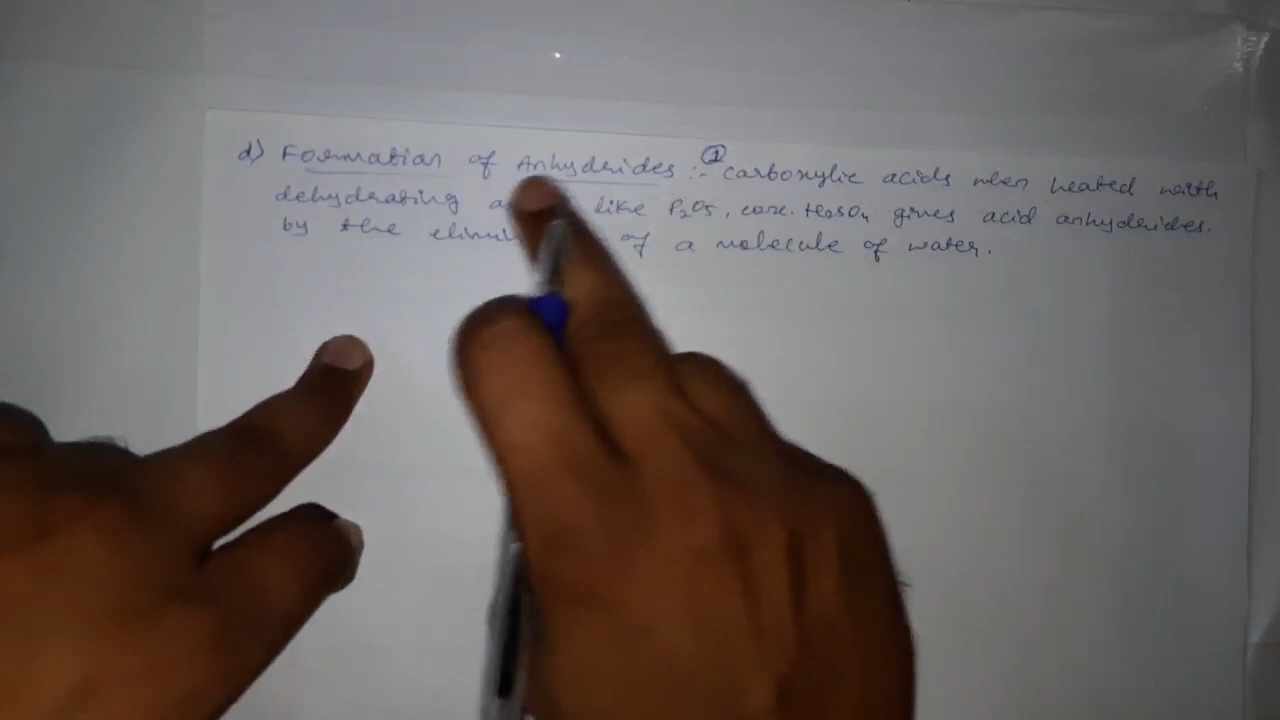 d) Formation of Anhydrides :- ① carboxylic acids when heated with
dehydrating like P2O5, conc. H2SO4 gives acid anhydrides.
by the of a molecule of water.